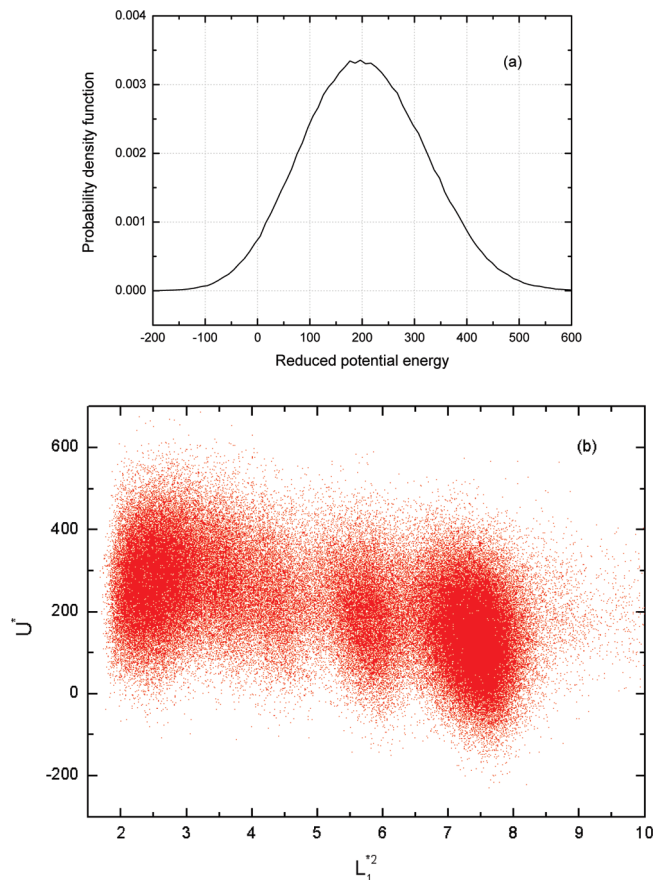 0.004
(a)
0.003
0.002
0.001
0.000
Probability density function
-200 -100 0 100 200 300 400 500 600
Reduced potential energy
(b)
600
400
200
0
-200
U*
2 3 4 5 6 7 8 9 10
L*2 1